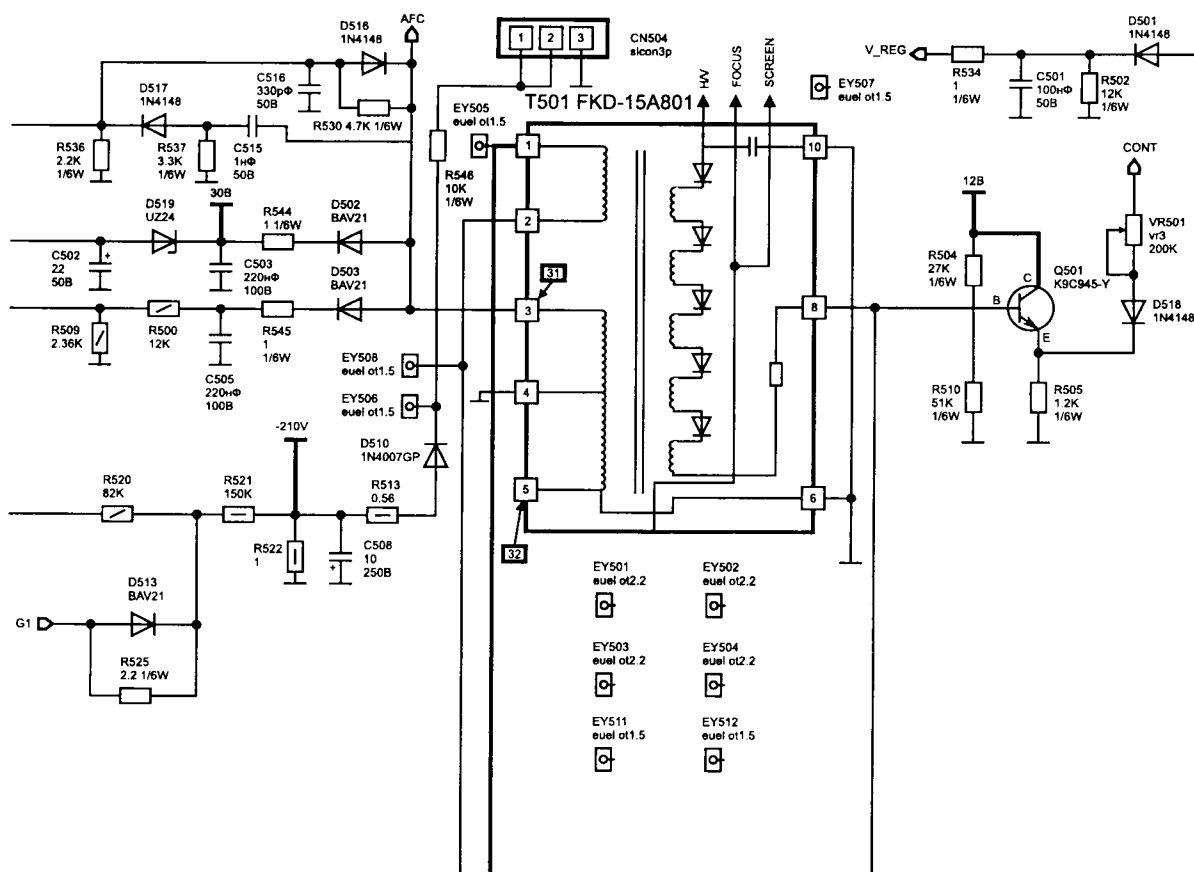 D516
1N4148
AFC
1
2
3
CN504
slcon3p
D501
1N4148
V_REG
R534
1
1/6W
C501
100нФ
50В
R502
12K
1/6W
C516
330рФ
50В
D517
1N4148
R530 4.7K 1/6W
H/V
FOCUS
SCREEN
EY507
euel ot1.5
T501 FKD-15A801
EY505
euel ot1.5
R536
2.2K
1/6W
R537
3.3K
1/6W
C515
1нФ
50В
R546
10K
1/6W
1
10
CONT
30В
12В
D519
UZ24
R544
1 1/6W
D502
BAV21
2
VR501
vr3
200K
C502
22
50В
C503
220нФ
100В
D503
BAV21
R504
27K
1/6W
Q501
K9C945-Y
C
B
E
31
3
8
D518
1N4148
R509
2.36K
R500
12K
R545
1
1/6W
EY508
euel ot1.5
C505
220нФ
100В
EY506
euel ot1.5
4
R510
51K
1/6W
R505
1.2K
1/6W
-210V
D510
1N4007GP
R520
82K
R521
150K
R513
0.56
5
6
R522
1
C508
10
250В
32
D513
BAV21
G1
R525
2.2 1/6W
EY501
euel ot2.2
EY502
euel ot2.2
EY503
euel ot2.2
EY504
euel ot2.2
EY511
euel ot1.5
EY512
euel ot1.5